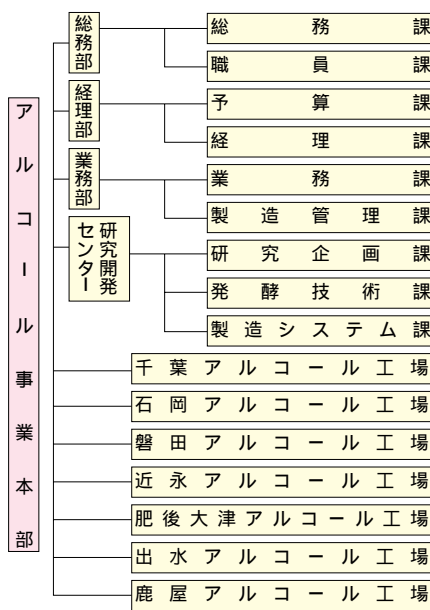 アルコール事業本部
総務部
総務課
職員課
経理部
予算課
経理課
業務部
業務課
製造管理課
研究開発
センター
研究企画課
発酵技術課
製造システム課
千葉アルコール工場
石岡アルコール工場
磐田アルコール工場
近永アルコール工場
肥後大津アルコール工場
出水アルコール工場
鹿屋アルコール工場